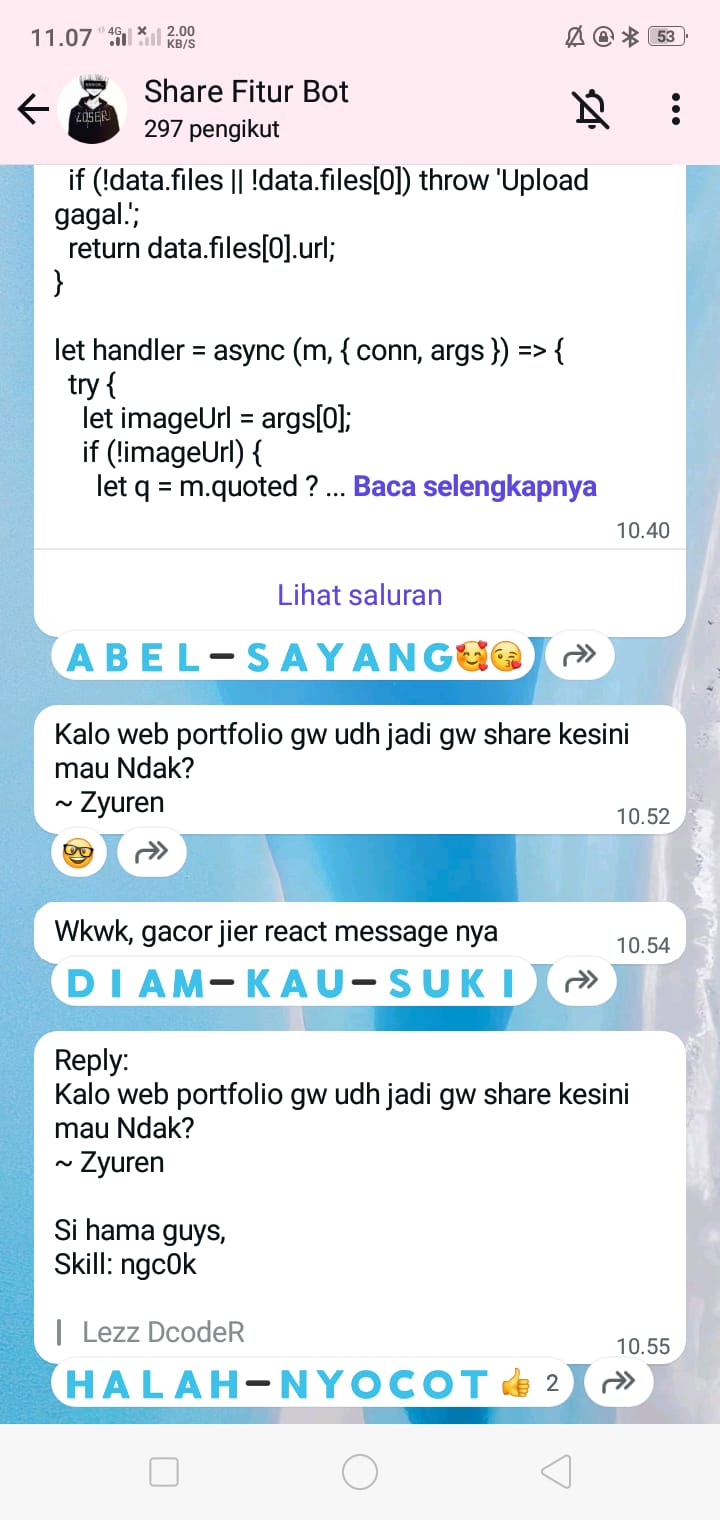 11.07 4G 2.00 KB/S 53
Share Fitur Bot
297 pengikut
LOSER
if (!data.files || !data.files[0]) throw 'Upload
gagal.';
return data.files[0].url;
}
let handler = async (m, { conn, args }) => {
try {
let imageUrl = args[0];
if (!imageUrl) {
let q = m.quoted ? ... Baca selengkapnya
10.40
Lihat saluran
ABEL-SAYANG🥰😘
Kalo web portfolio gw udh jadi gw share kesini
mau Ndak?
~ Zyuren
10.52
🤓
Wkwk, gacor jier react message nya
10.54
DIAM-KAU-SUKI
Reply:
Kalo web portfolio gw udh jadi gw share kesini
mau Ndak?
~ Zyuren
Si hama guys,
Skill: ngc0k
| Lezz DcodeR
10.55
HALAH-NYOCOT👍 2